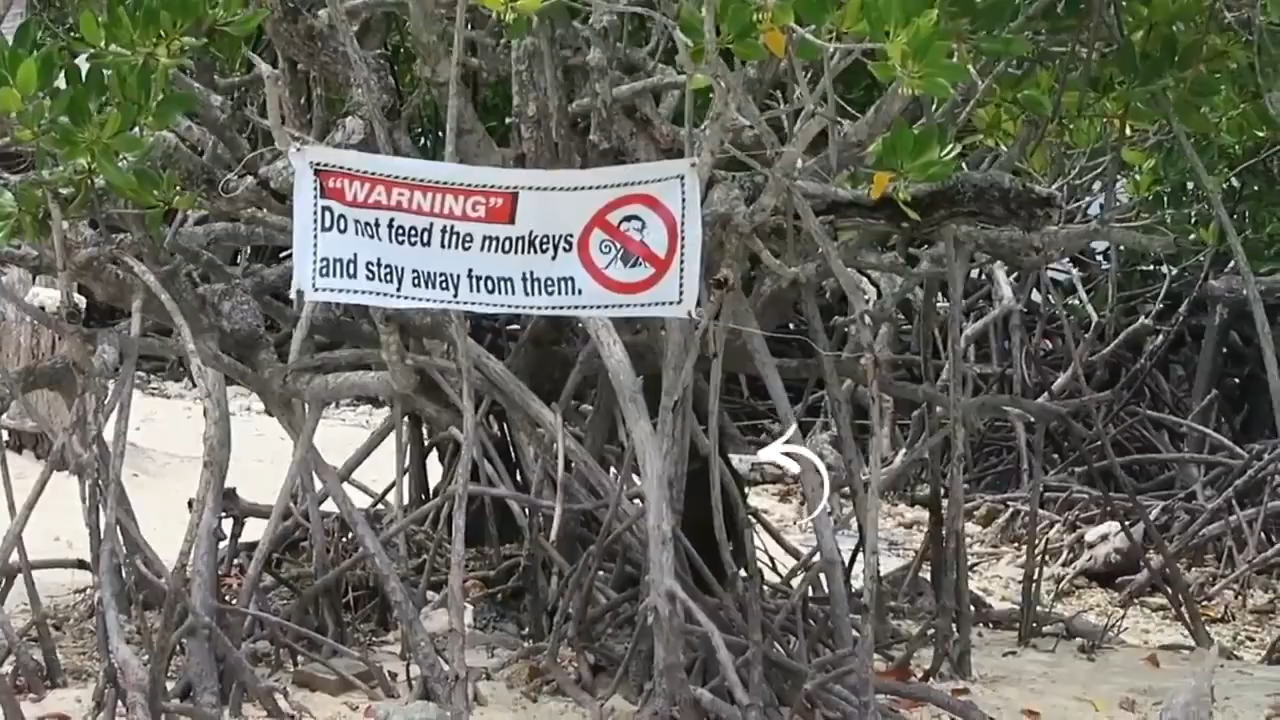 “WARNING”
Do not feed the monkeys
and stay away from them.